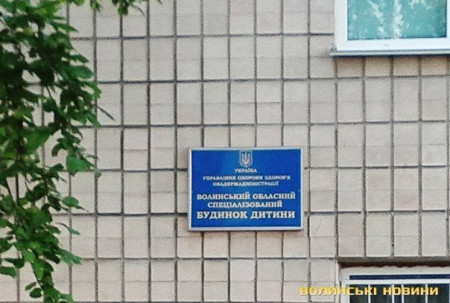 УКРАЇНА
УПРАВЛІННЯ ОХОРОНИ ЗДОРОВ'Я
ОБЛДЕРЖАДМІНІСТРАЦІЇ
ВОЛИНСЬКИЙ ОБЛАСНИЙ
СПЕЦІАЛІЗОВАНИЙ
БУДИНОК ДИТИНИ
ВОЛИНСЬКІ НОВИНИ